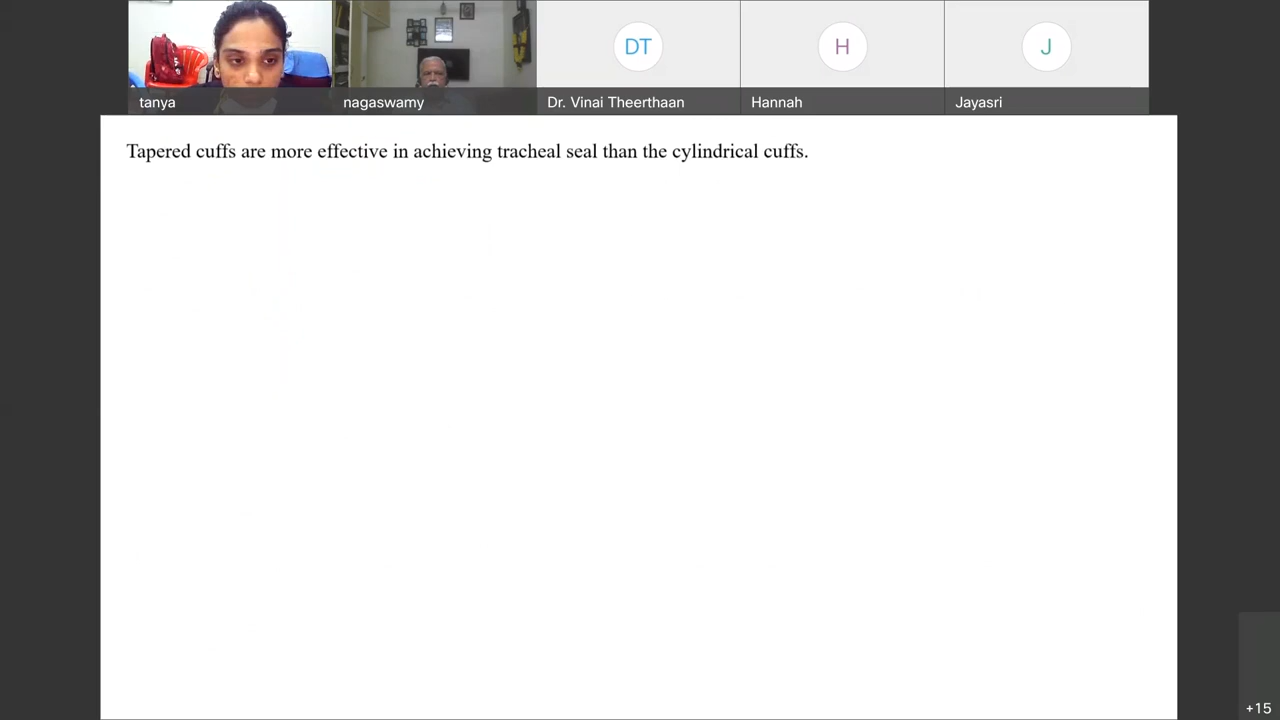 tanya
nagaswamy
DT
Dr. Vinai Theerthaan
H
Hannah
J
Jayasri
Tapered cuffs are more effective in achieving tracheal seal than the cylindrical cuffs.
+15